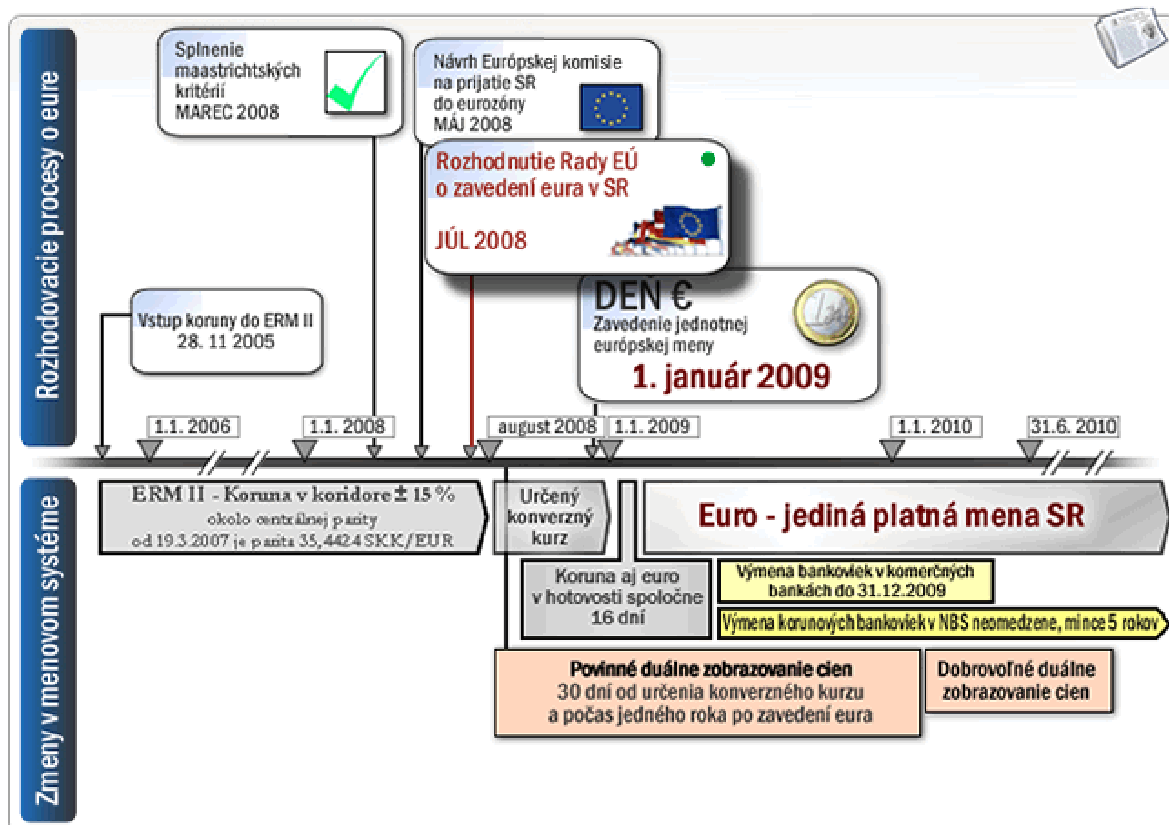 Rozhodovacie procesy o eure
Splnenie
maastrichtských
kritérií
MAREC 2008
Návrh Európskej komisie
na prijatie SR
do eurozóny
MÁJ 2008
Rozhodnutie Rady EÚ
o zavedení eura v SR
JÚL 2008
DEŇ €
Zavedenie jednotnej
európskej meny
1. január 2009
Vstup koruny do ERM II
28. 11 2005
1.1. 2006
1.1. 2008
august 2008
1.1. 2009
1.1. 2010
31.6. 2010
Zmeny v menovom systéme
ERM II - Koruna v koridore ± 15 %
okolo centrálnej parity
od 19.3.2007 je parita 35,4424 SKK/EUR
Určený
konverzný
kurz
Euro - jediná platná mena SR
Koruna aj euro
v hotovosti spoločne
16 dní
Výmena bankoviek v komerčných
bankách do 31.12.2009
Výmena korunových bankoviek v NBS neomedzene, mince 5 rokov
Povinné duálne zobrazovanie cien
30 dní od určenia konverzného kurzu
a počas jedného roka po zavedení eura
Dobrovoľné duálne
zobrazovanie cien